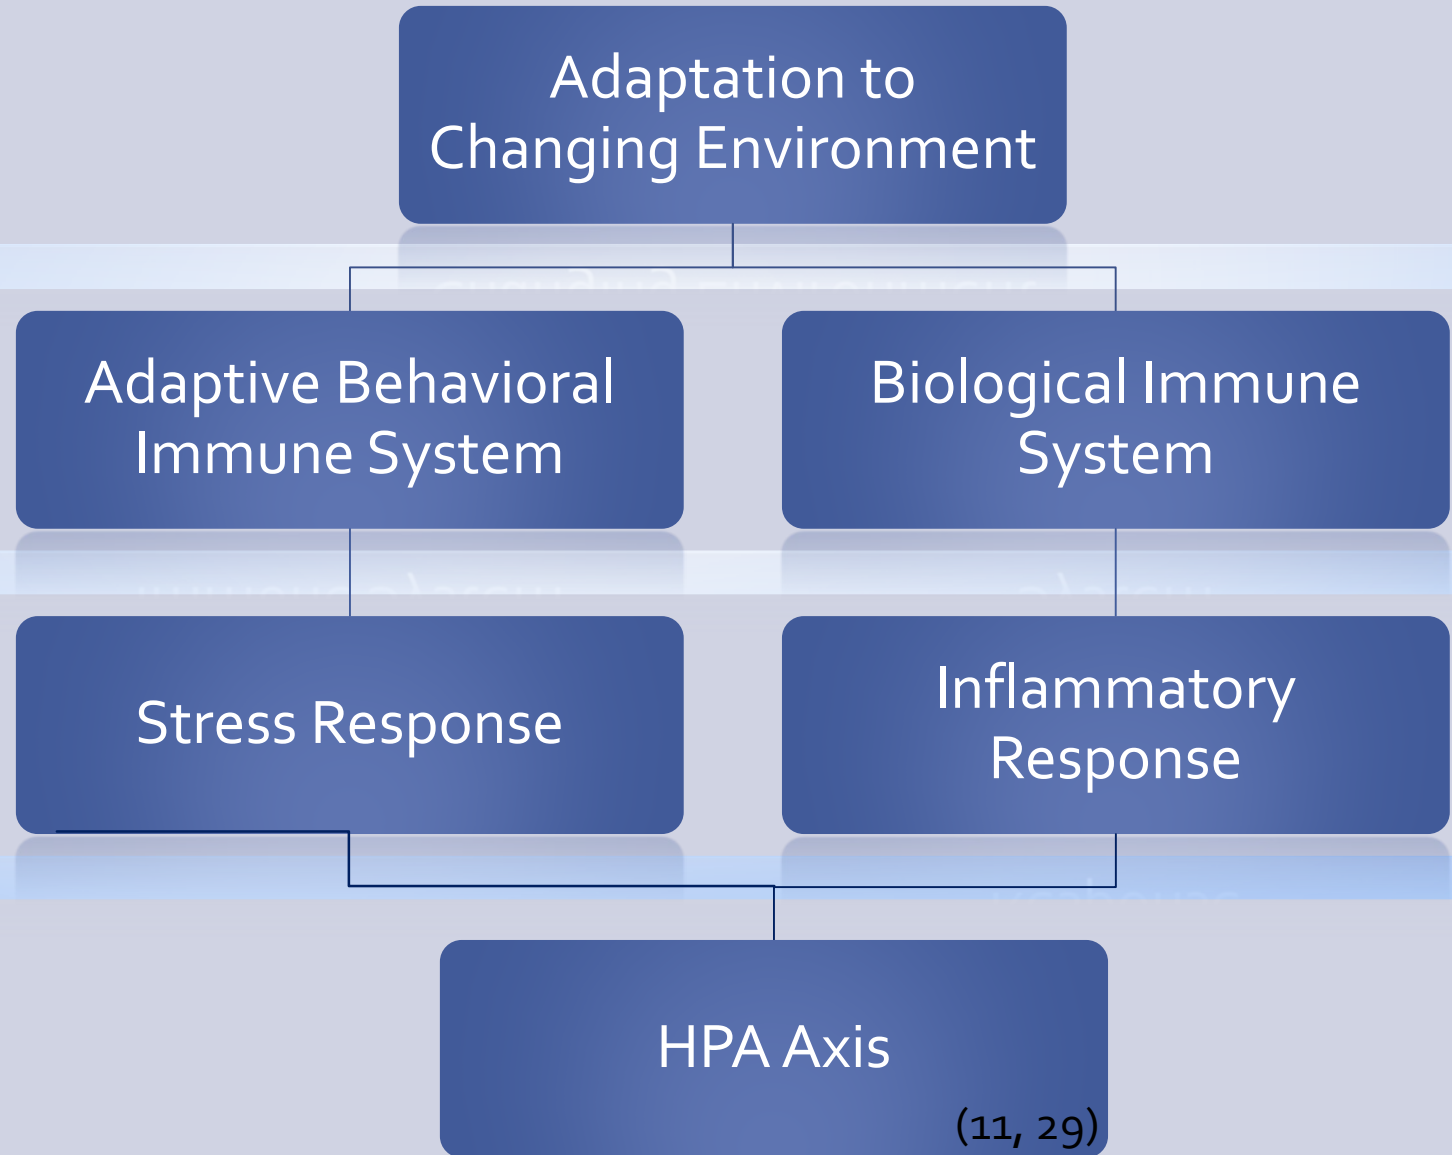 Adaptation to
Changing Environment
Adaptive Behavioral
Immune System
Biological Immune
System
Stress Response
Inflammatory
Response
HPA Axis
(11, 29)